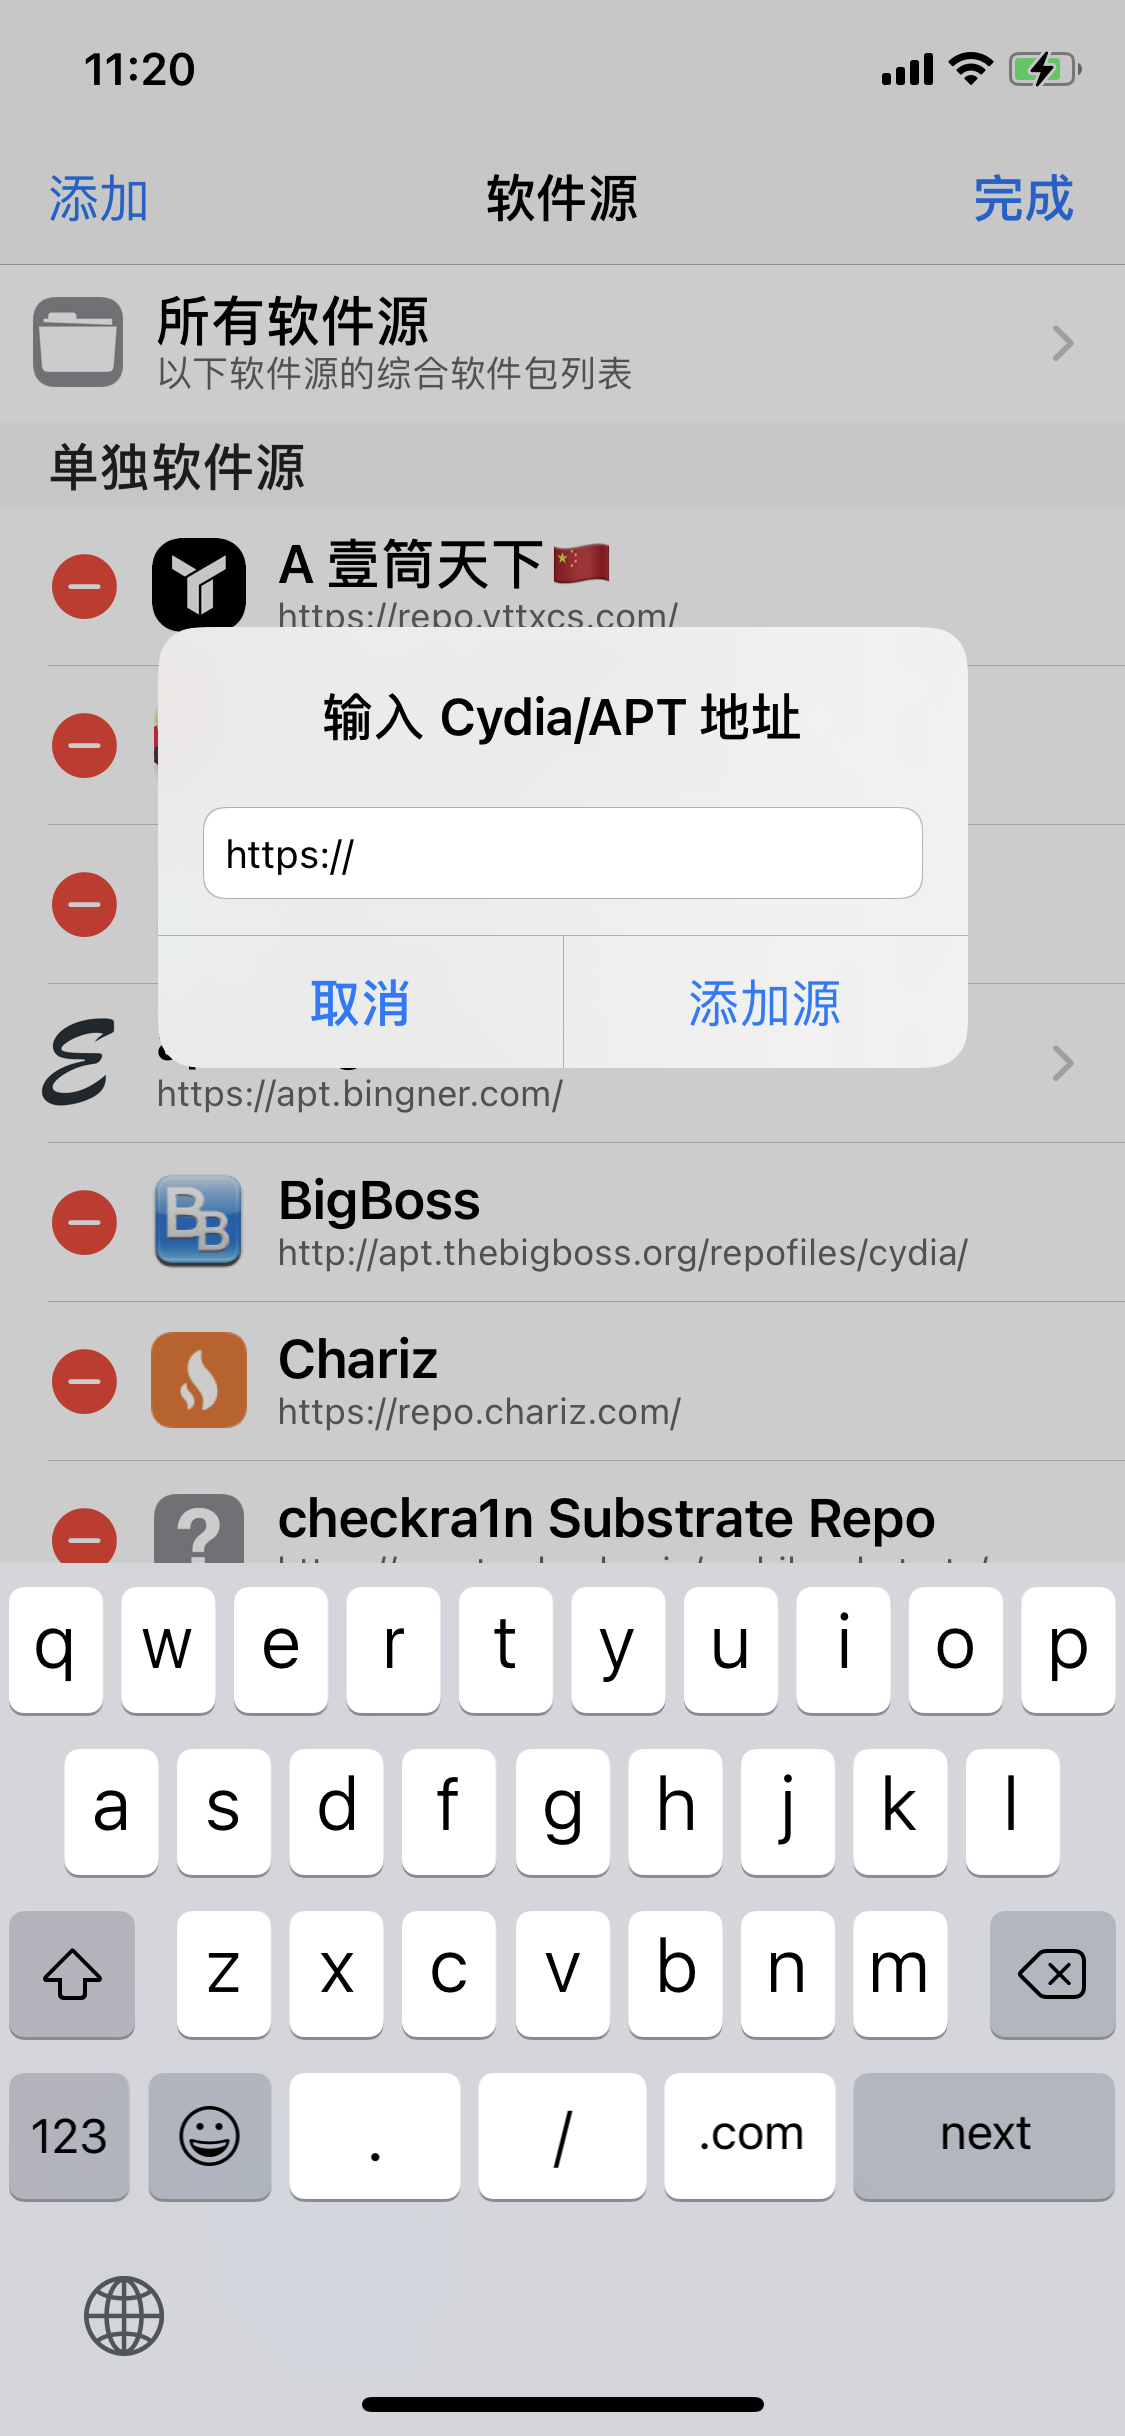 11:20
添加
软件源
完成
所有软件源
以下软件源的综合软件包列表
单独软件源
A 壹筒天下🇨🇳
https://repo.yttxcs.com/
输入 Cydia/APT 地址
https://
取消
添加源
https://apt.bingner.com/
BigBoss
http://apt.thebigboss.org/repofiles/cydia/
Chariz
https://repo.chariz.com/
checkra1n Substrate Repo
q w e r t y u i o p
a s d f g h j k l
z x c v b n m
123
.
/
.com
next